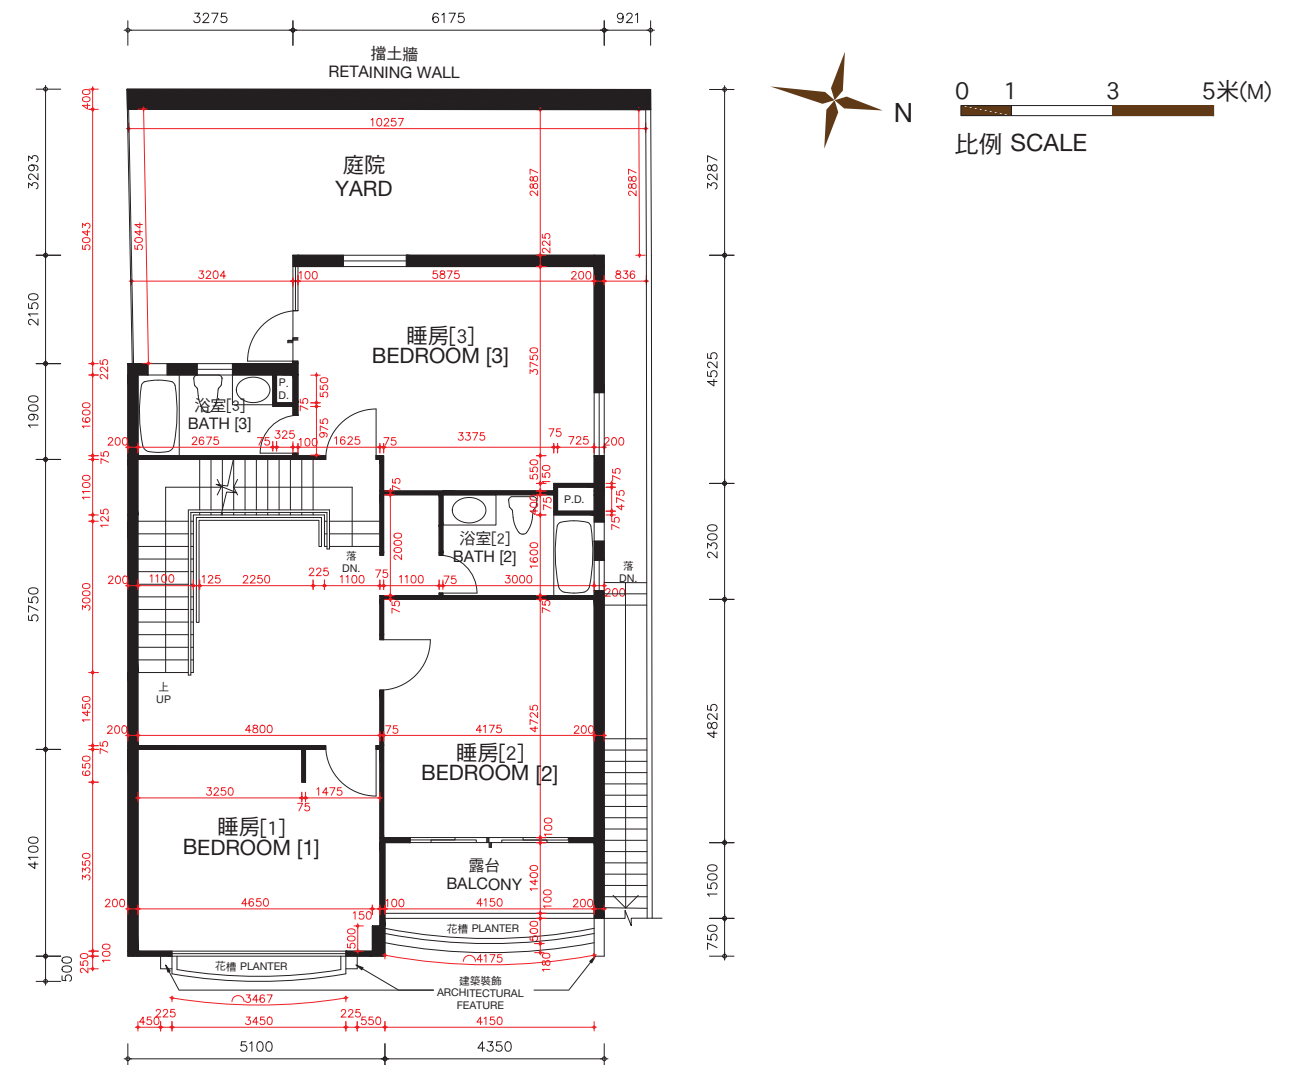 3275 6175 921
擋土牆
RETAINING WALL
N
0 1 3 5米(M)
比例 SCALE
400
10257
3293
5043
5044
庭院
YARD
2887
2887
225
3287
3204 100 5875 200 836
2150
睡房[3]
BEDROOM [3]
3750
4525
225
P.
D.
550
75
浴室[3]
BATH [3]
1900
1600
975
200 2675 75 325 100 1625 75 3375 75 725 200
75
1100
125
550
150
75
75
400
75
P.D.
475
75
浴室[2]
BATH [2]
2000
1600
2300
落
DN.
落
DN.
200 1100 125 2250 225 1100 75 1100 75 3000 200
75
75
5750
3000
上
UP
1450
4725
4825
200 4800 75 4175 200
75
650
睡房[2]
BEDROOM [2]
3250 75 1475
睡房[1]
BEDROOM [1]
100
4100
3350
露台
BALCONY
1400
1500
200 4650 150 100 4150 200
100
500
花槽 PLANTER
500
750
4175
180
100
250
500
花槽 PLANTER
建築裝飾
ARCHITECTURAL
FEATURE
3467
450 225 3450 225 550 4150
5100 4350